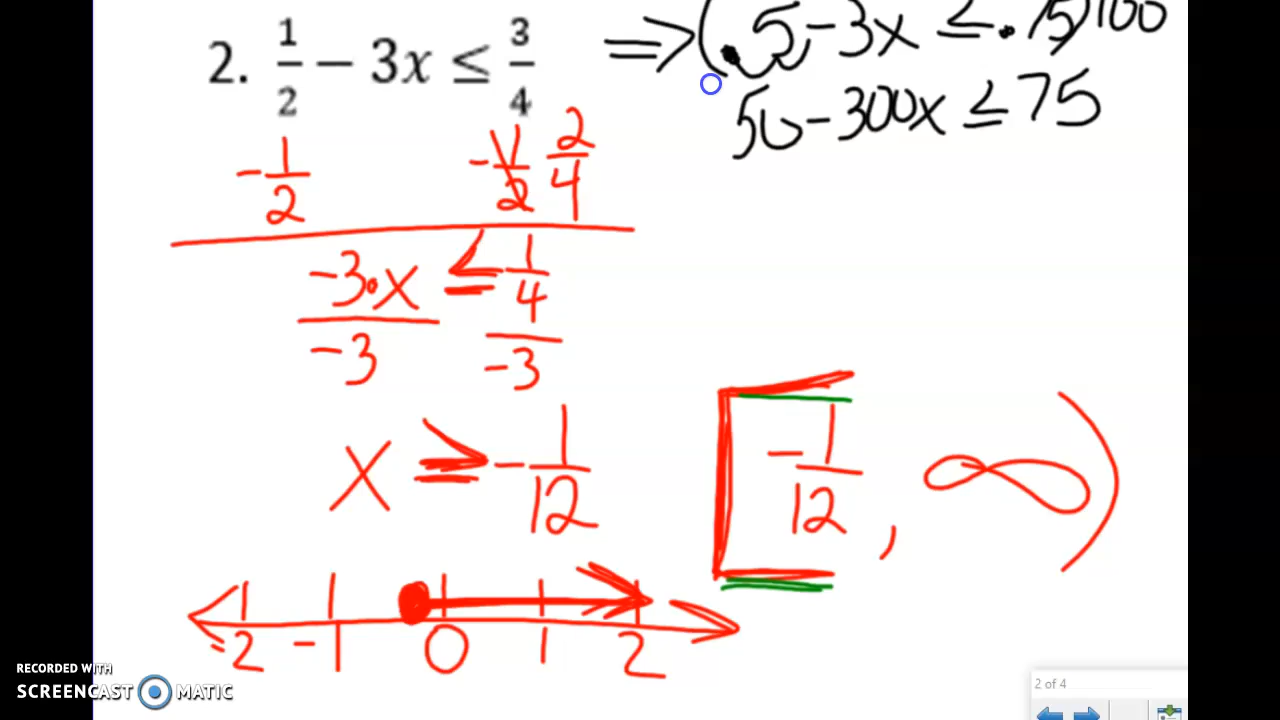 2. 1/2 − 3x ≤ 3/4
⇒ (.5 − 3x ≤ .75)100
50 − 300x ≤ 75
−1/2 −1/2 2/4
−3·x ≤ 1/4
−3 −3
x ≥ −1/12
[−1/12, ∞)
−2 −1 0 1 2
RECORDED WITH
SCREENCAST MATIC
2 of 4